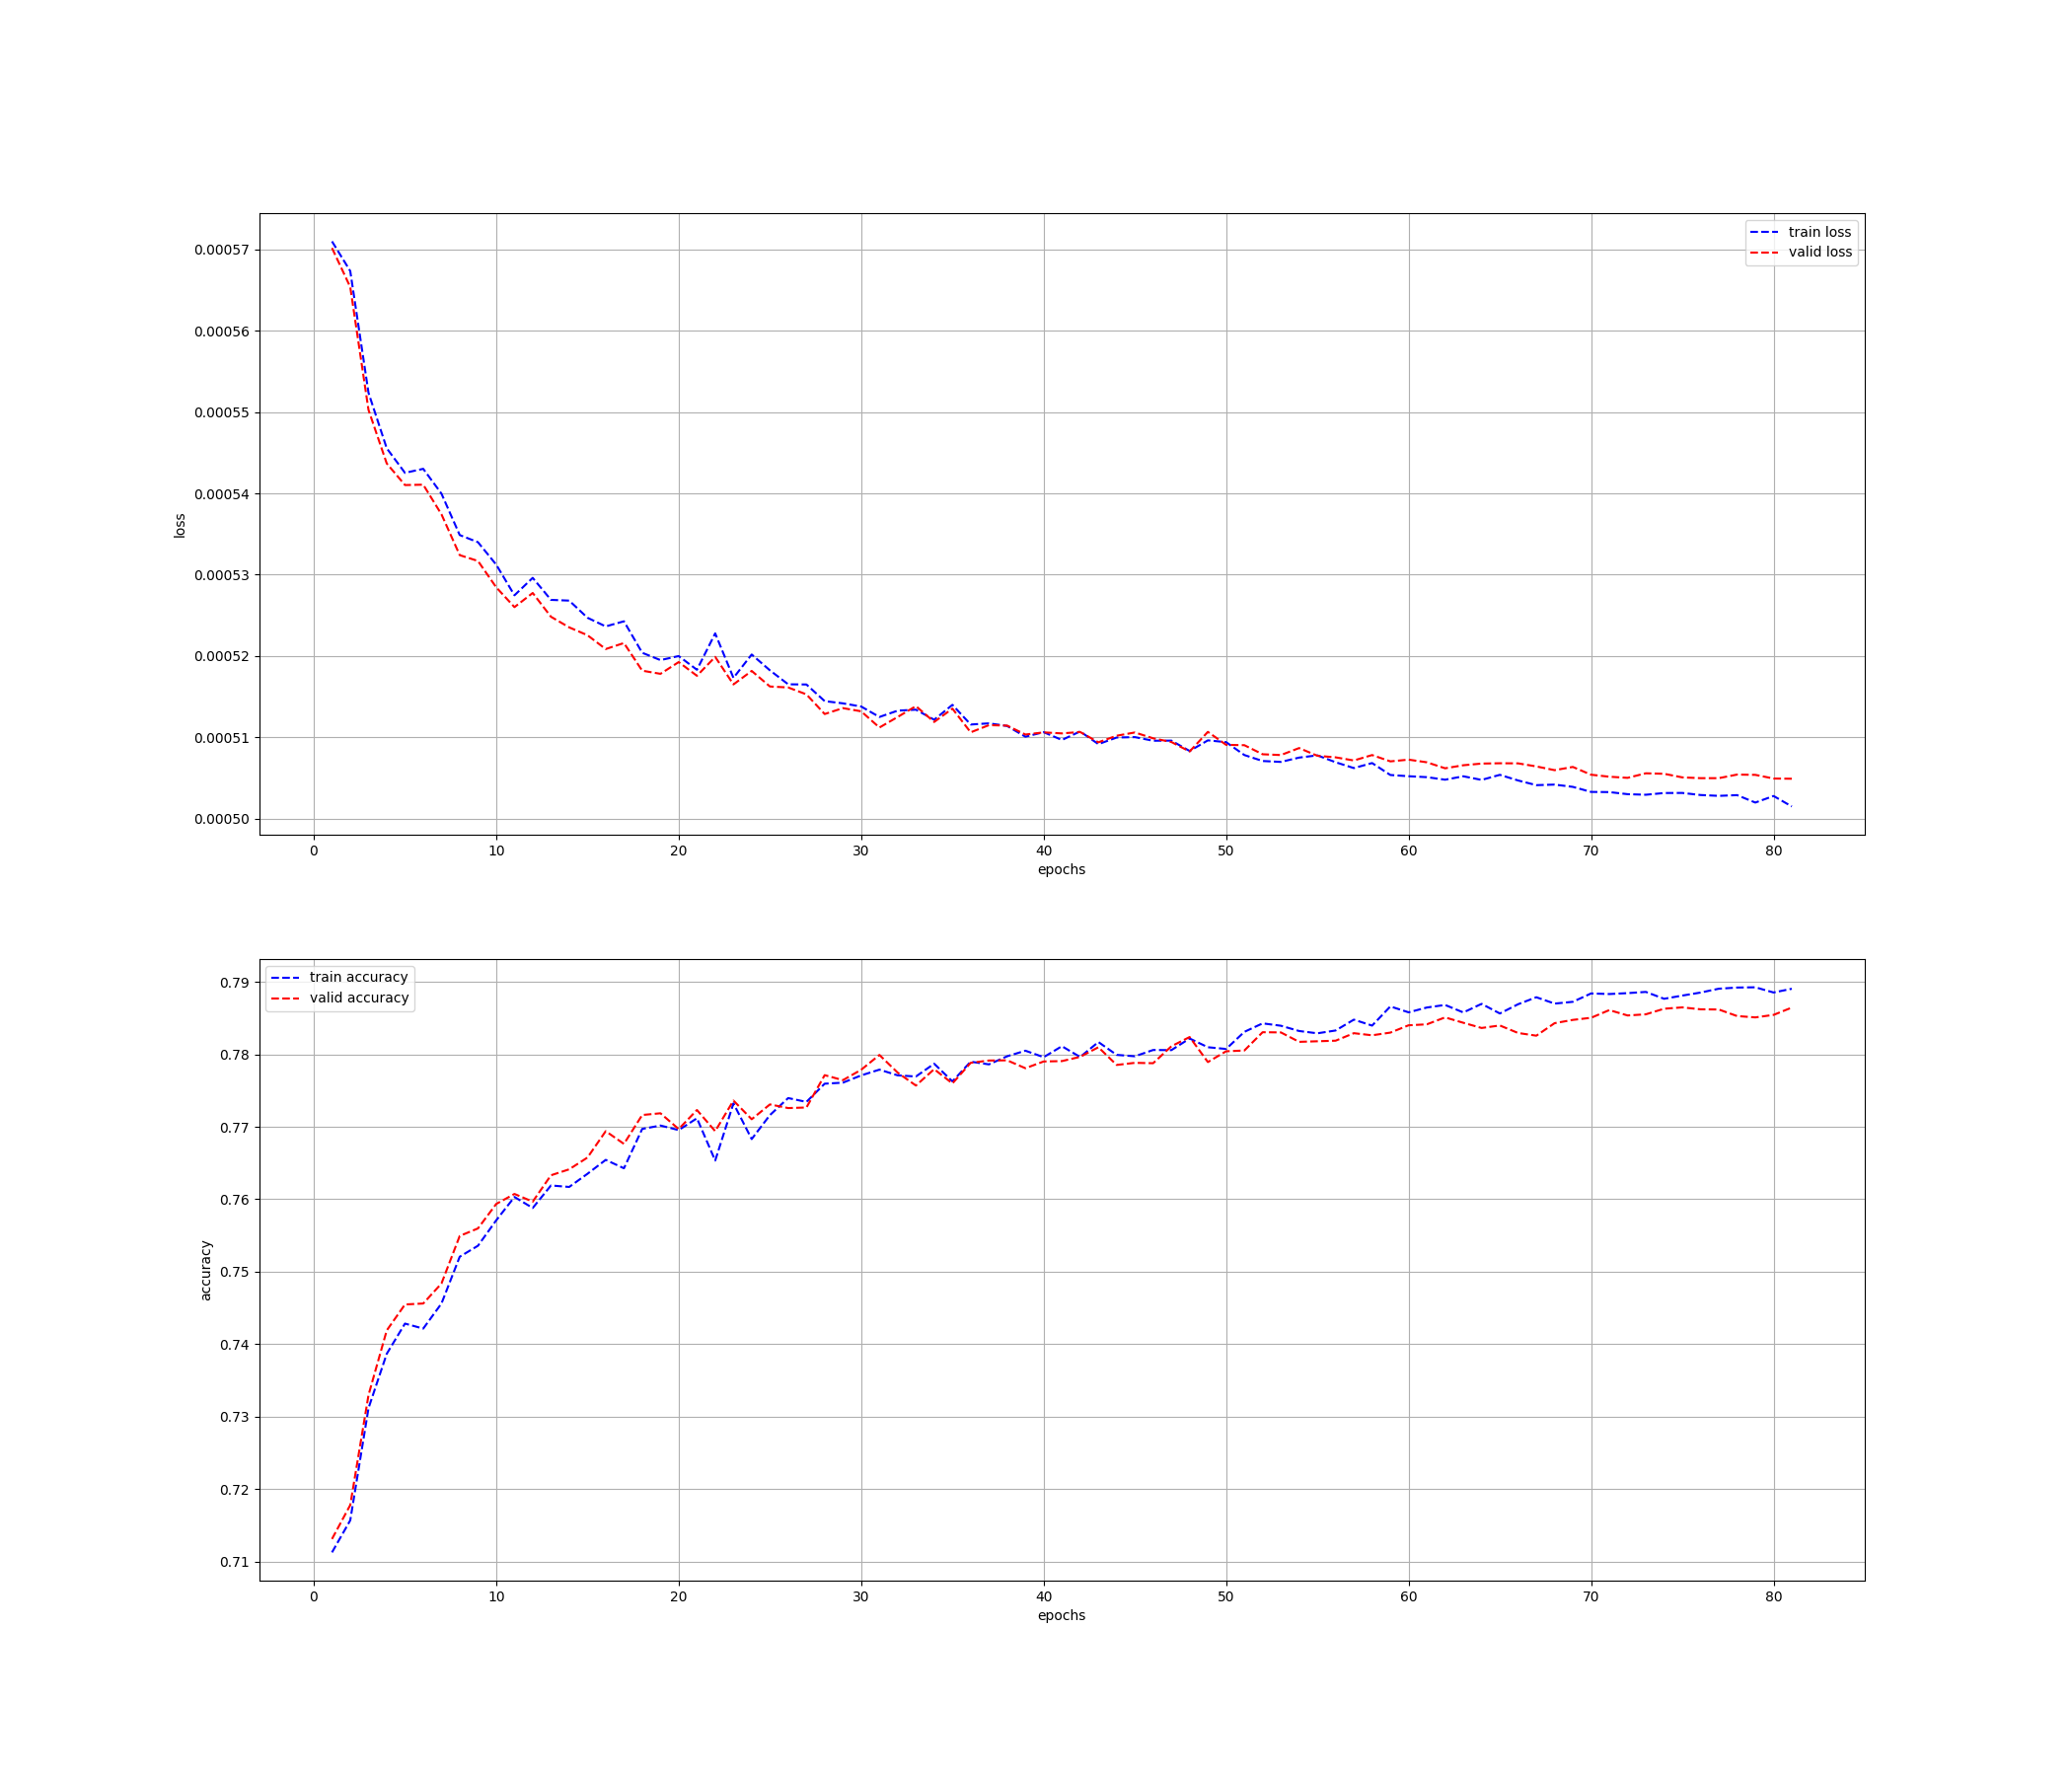 train loss
valid loss
0.00057
0.00056
0.00055
0.00054
0.00053
0.00052
0.00051
0.00050
loss
0 10 20 30 40 50 60 70 80
epochs
train accuracy
valid accuracy
0.79
0.78
0.77
0.76
0.75
0.74
0.73
0.72
0.71
accuracy
0 10 20 30 40 50 60 70 80
epochs